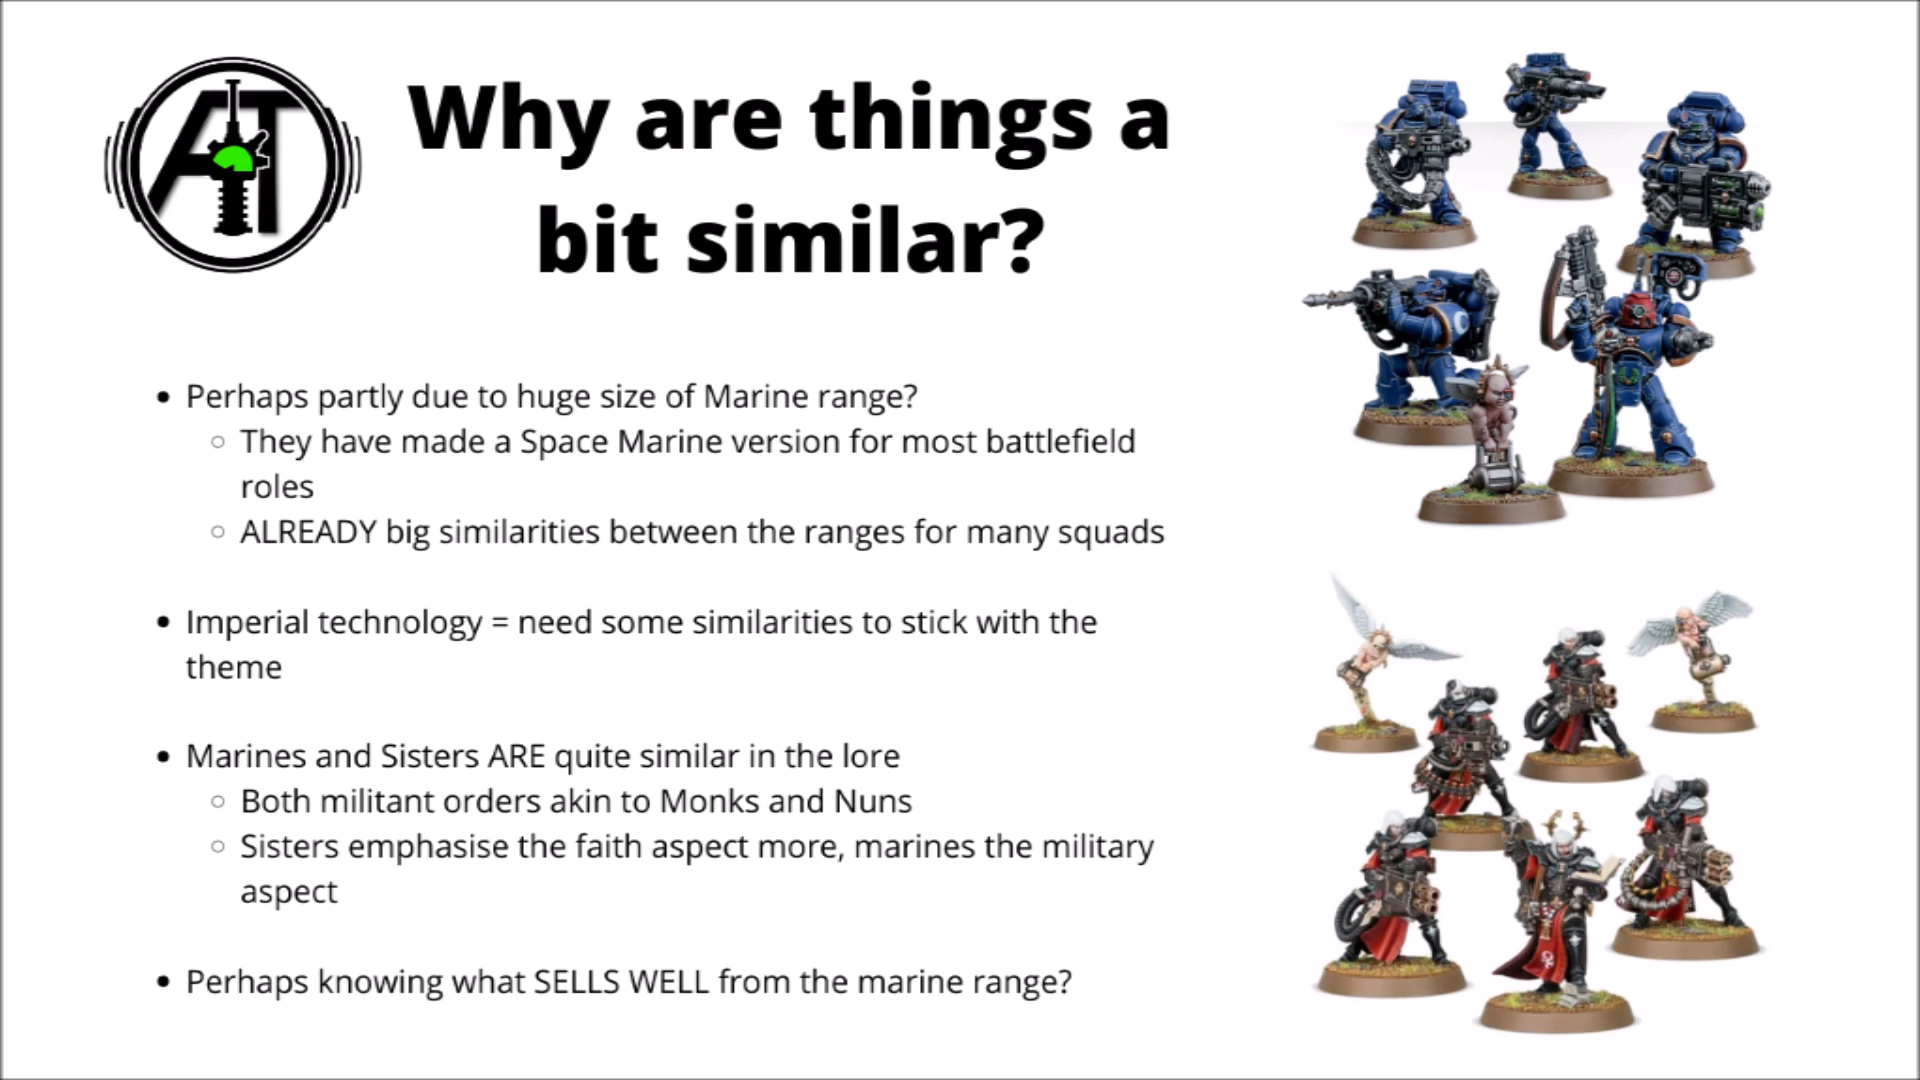 AT
Why are things a
bit similar?
• Perhaps partly due to huge size of Marine range?
○ They have made a Space Marine version for most battlefield
roles
○ ALREADY big similarities between the ranges for many squads
• Imperial technology = need some similarities to stick with the
theme
• Marines and Sisters ARE quite similar in the lore
○ Both militant orders akin to Monks and Nuns
○ Sisters emphasise the faith aspect more, marines the military
aspect
• Perhaps knowing what SELLS WELL from the marine range?